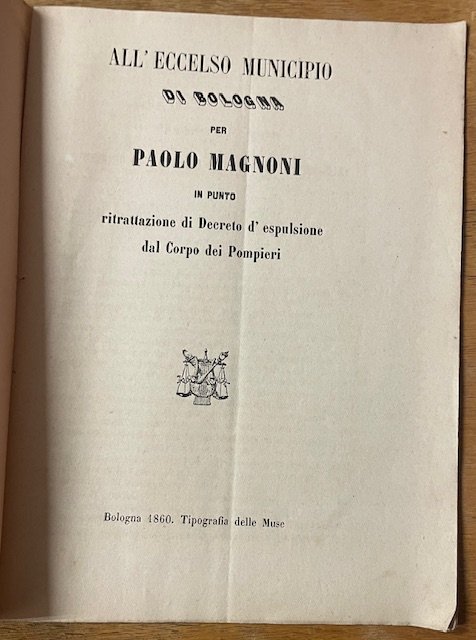 ALL' ECCELSO MUNICIPIO
DI BOLOGNA
PER
PAOLO MAGNONI
IN PUNTO
ritrattazione di Decreto d' espulsione
dal Corpo dei Pompieri
Bologna 1860. Tipografia delle Muse